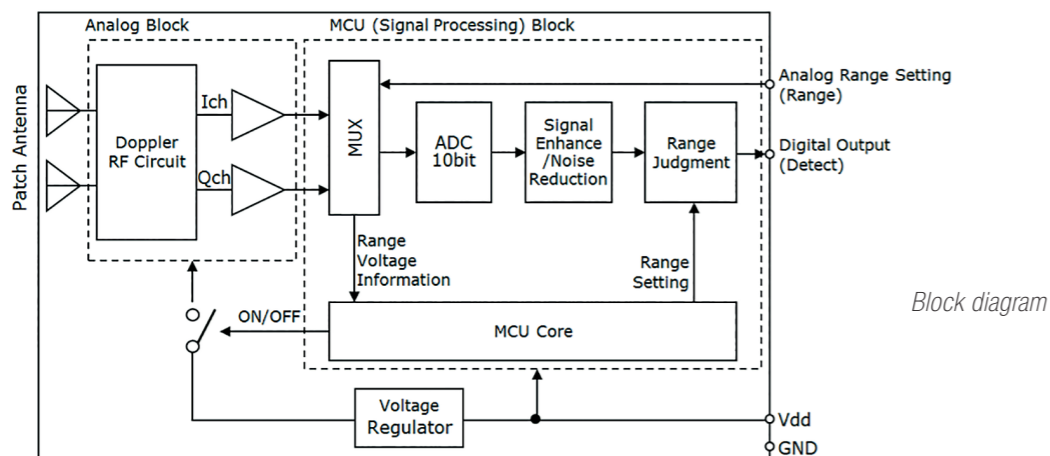 Analog Block
MCU (Signal Processing) Block
Patch Antenna
Doppler
RF Circuit
Ich
Qch
MUX
ADC
10bit
Signal
Enhance
/Noise
Reduction
Range
Judgment
Analog Range Setting
(Range)
Digital Output
(Detect)
Range
Voltage
Information
Range
Setting
ON/OFF
MCU Core
Block diagram
Voltage
Regulator
Vdd
GND